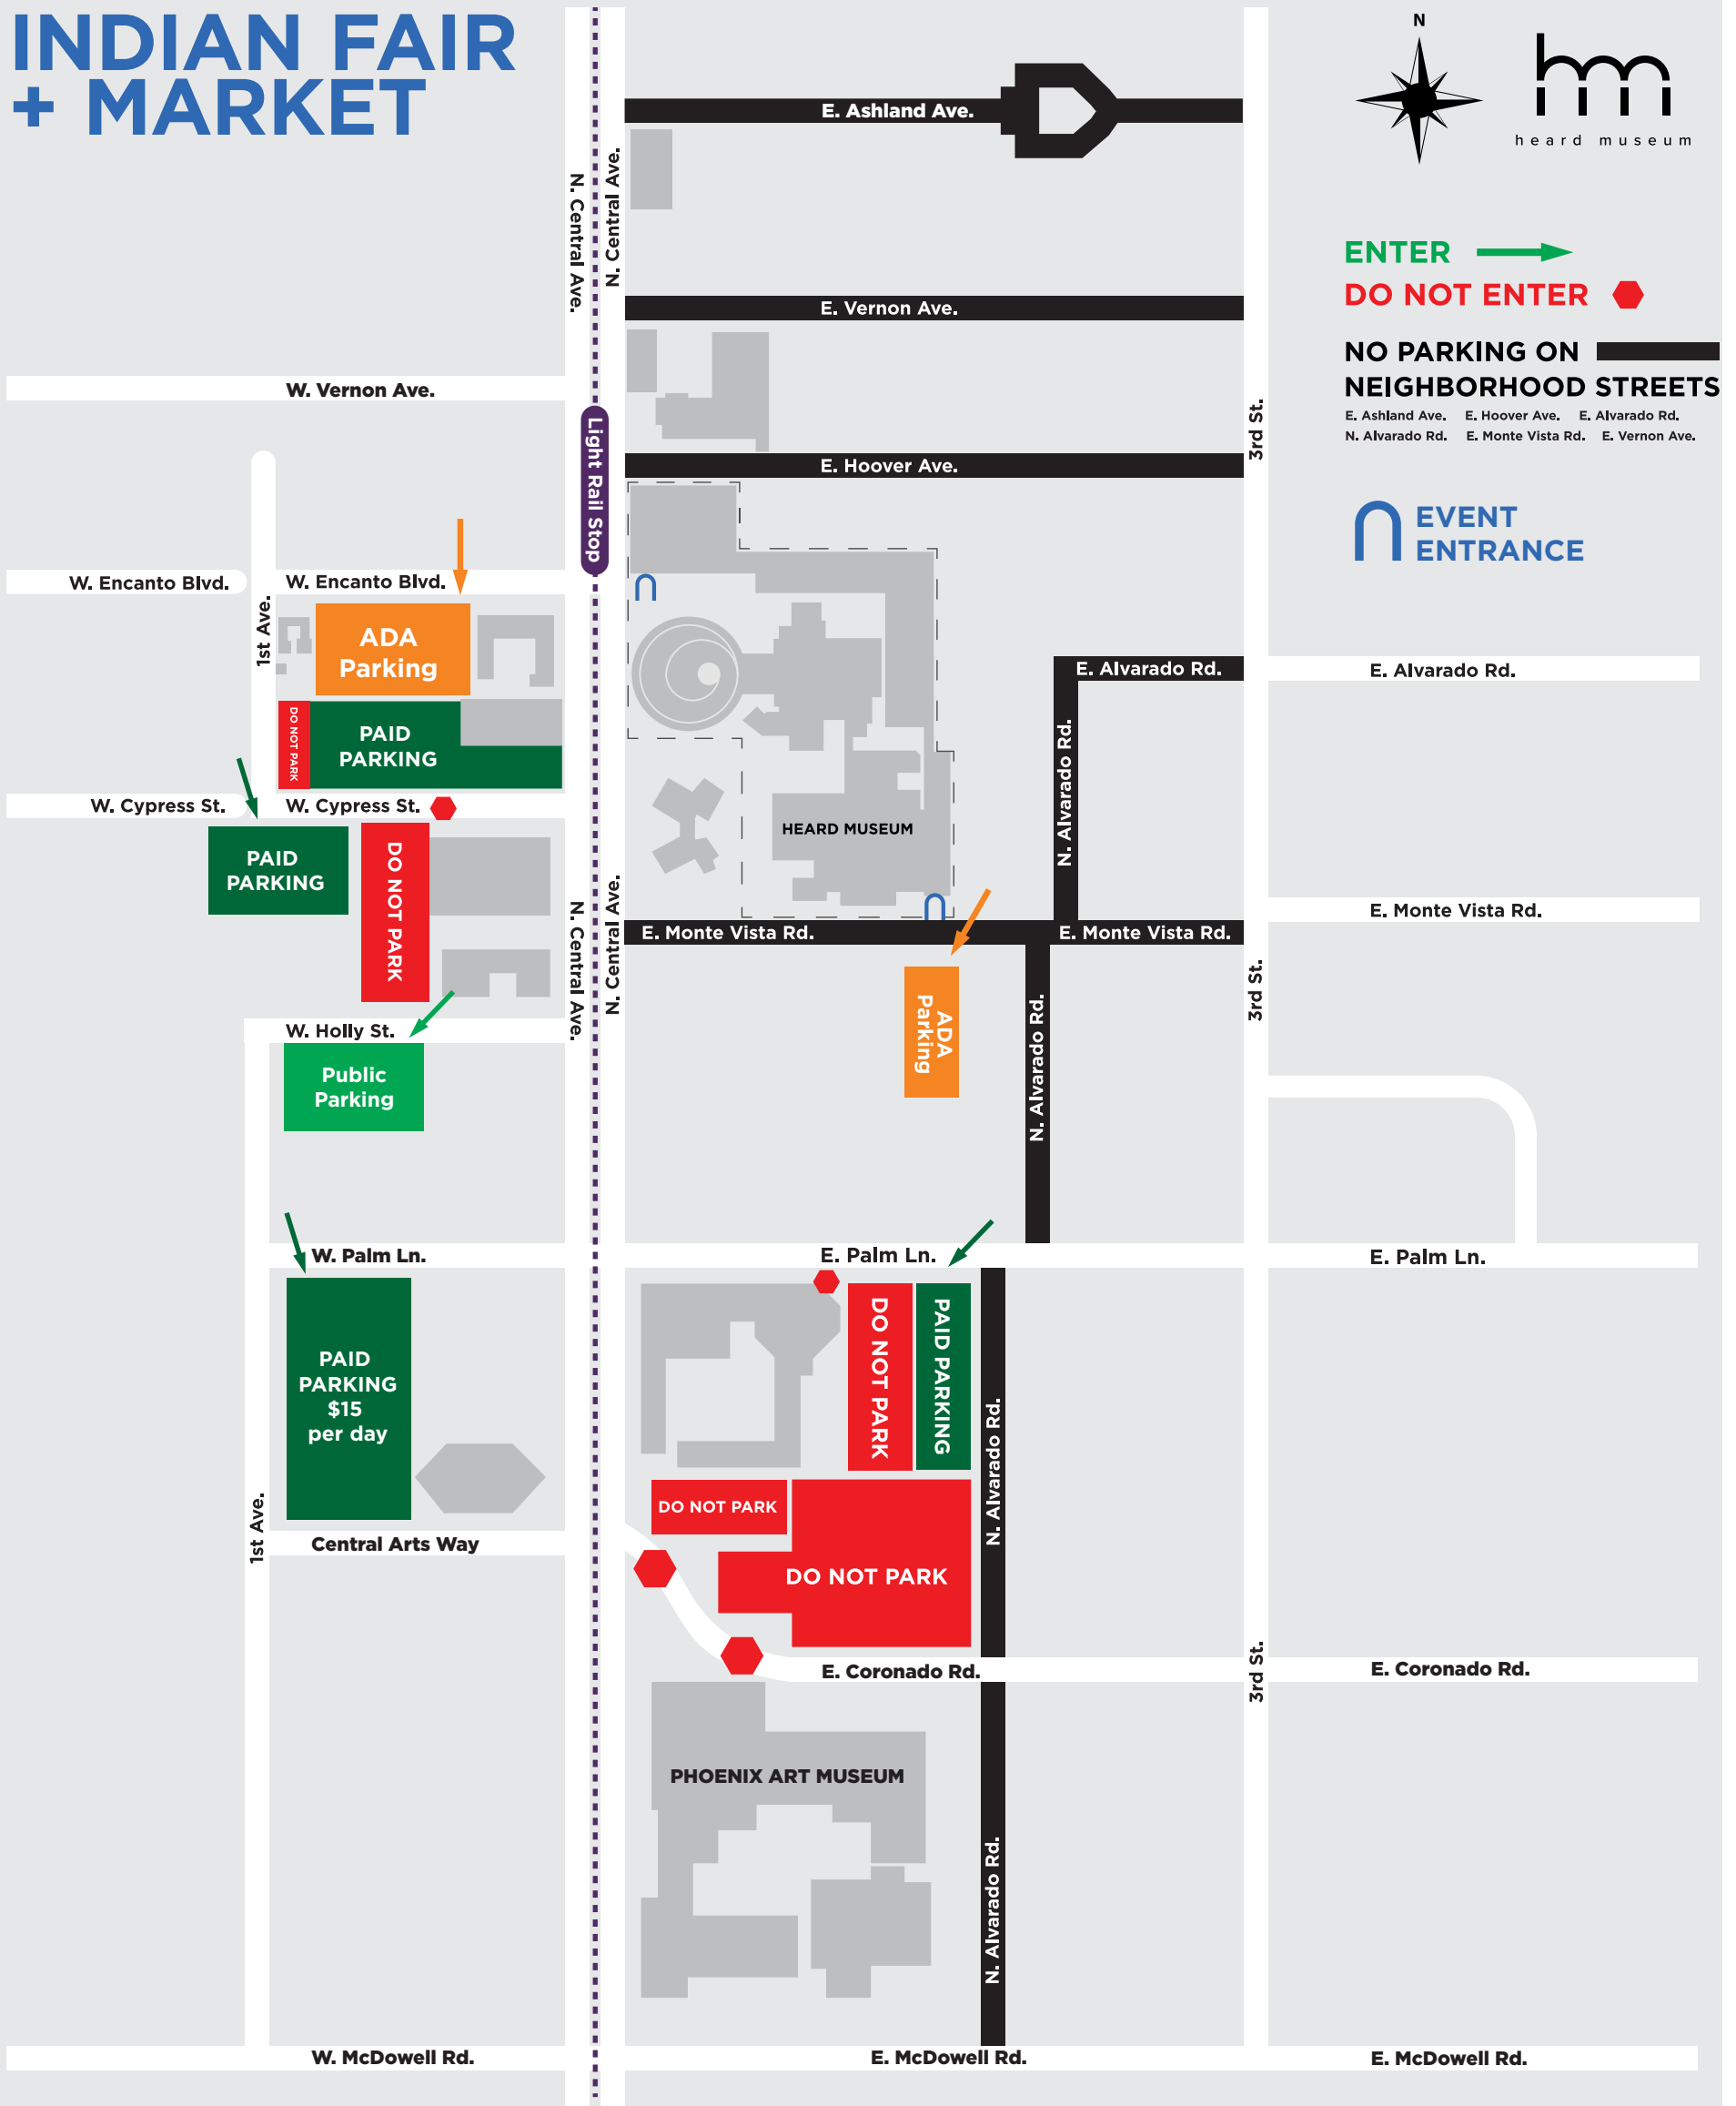 INDIAN FAIR
+ MARKET
N
heard museum
ENTER
DO NOT ENTER
NO PARKING ON
NEIGHBORHOOD STREETS
E. Ashland Ave. E. Hoover Ave. E. Alvarado Rd.
N. Alvarado Rd. E. Monte Vista Rd. E. Vernon Ave.
EVENT
ENTRANCE
E. Ashland Ave.
N. Central Ave.
N. Central Ave.
E. Vernon Ave.
W. Vernon Ave.
Light Rail Stop
3rd St.
E. Hoover Ave.
W. Encanto Blvd.
W. Encanto Blvd.
1st Ave.
ADA
Parking
E. Alvarado Rd.
E. Alvarado Rd.
DO NOT PARK
PAID
PARKING
N. Alvarado Rd.
W. Cypress St.
W. Cypress St.
HEARD MUSEUM
PAID
PARKING
DO NOT PARK
N. Central Ave.
N. Central Ave.
E. Monte Vista Rd.
E. Monte Vista Rd.
E. Monte Vista Rd.
3rd St.
ADA
Parking
N. Alvarado Rd.
W. Holly St.
Public
Parking
W. Palm Ln.
E. Palm Ln.
E. Palm Ln.
PAID
PARKING
$15
per day
DO NOT PARK
PAID PARKING
N. Alvarado Rd.
1st Ave.
Central Arts Way
DO NOT PARK
DO NOT PARK
3rd St.
E. Coronado Rd.
E. Coronado Rd.
PHOENIX ART MUSEUM
N. Alvarado Rd.
W. McDowell Rd.
E. McDowell Rd.
E. McDowell Rd.